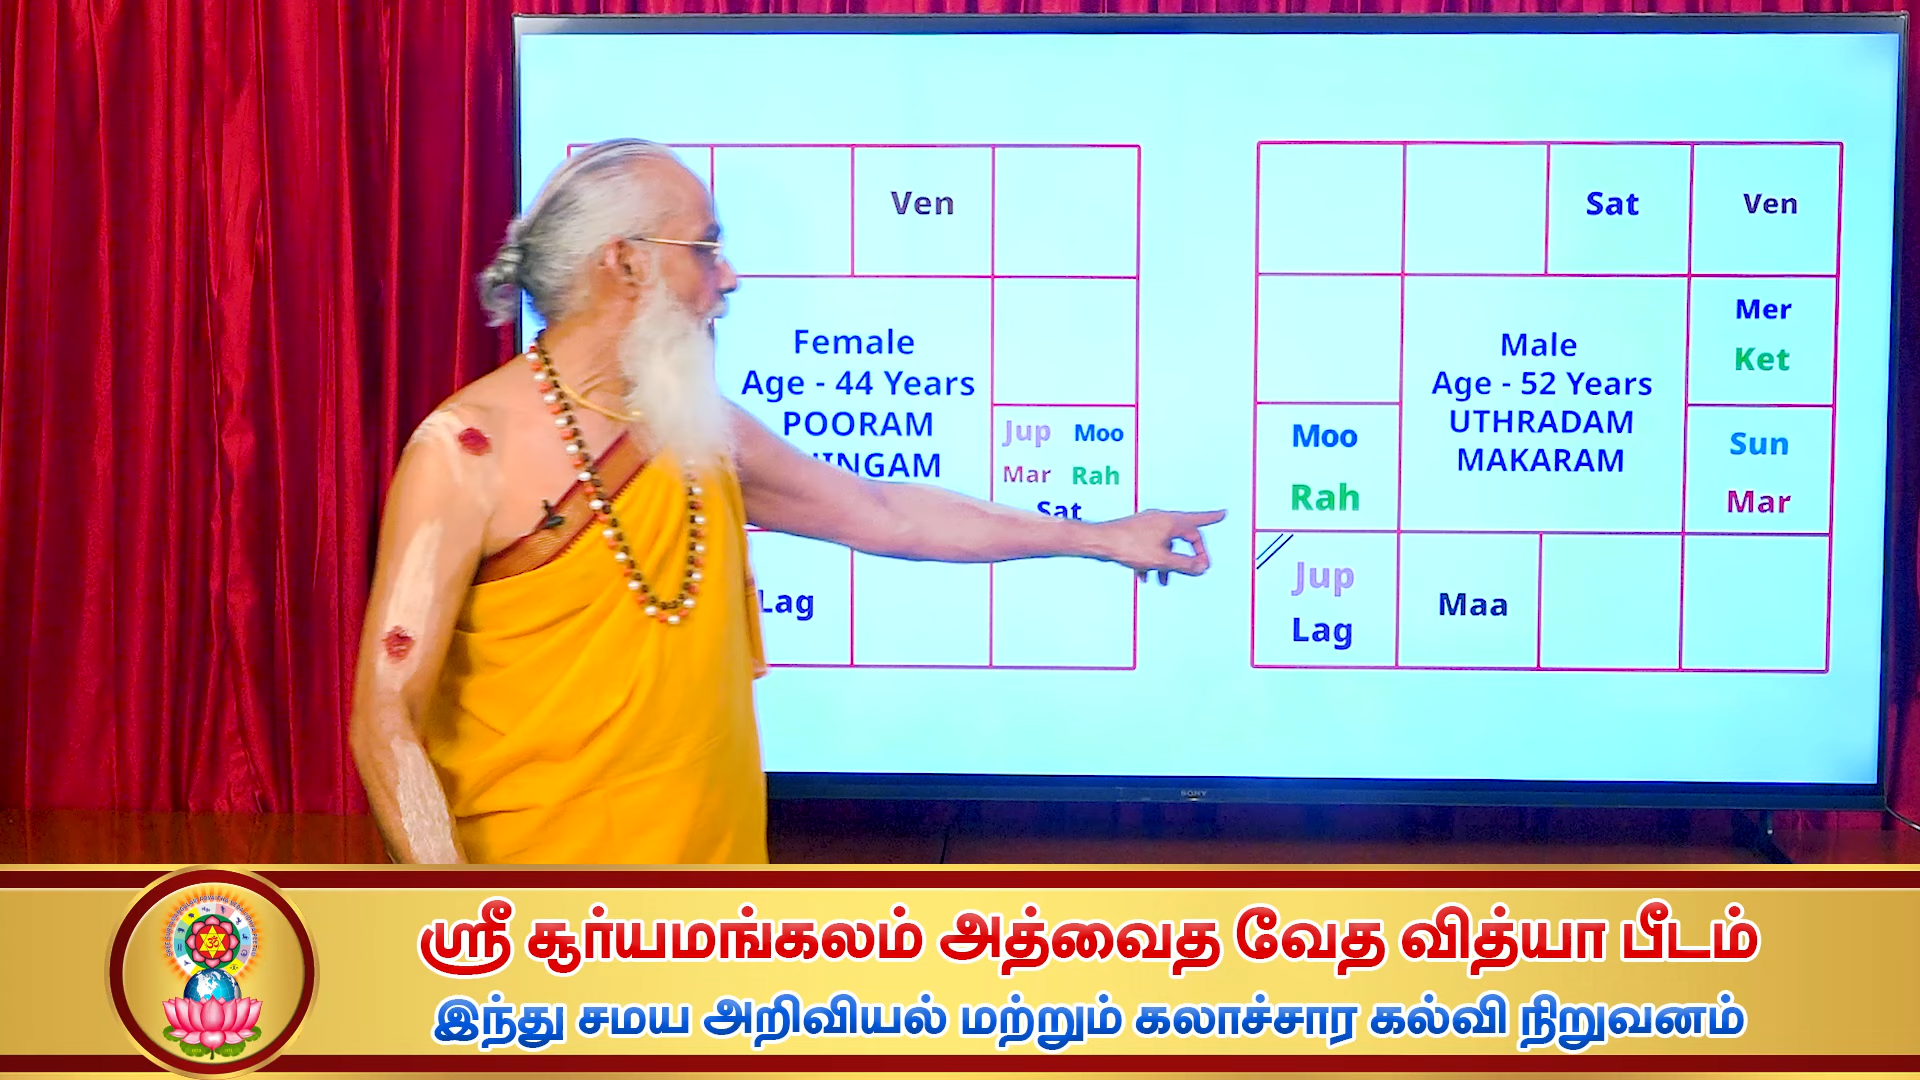 Ven
Female
Age - 44 Years
POORAM
Jup Moo
Mar Rah
Sat
Lag
Sat
Ven
Mer
Ket
Male
Age - 52 Years
UTHRADAM
MAKARAM
Moo
Rah
Sun
Mar
Jup
Lag
Maa
SONY
ஸ்ரீ சூர்யமங்கலம் அத்வைத வேத வித்யா பீடம்
இந்து சமய அறிவியல் மற்றும் கலாச்சார கல்வி நிறுவனம்